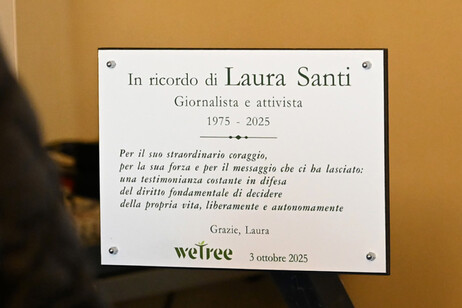 In ricordo di Laura Santi
Giornalista e attivista
1975 - 2025
Per il suo straordinario coraggio,
per la sua forza e per il messaggio che ci ha lasciato:
una testimonianza costante in difesa
del diritto fondamentale di decidere
della propria vita, liberamente e autonomamente
Grazie, Laura
weTree 3 ottobre 2025